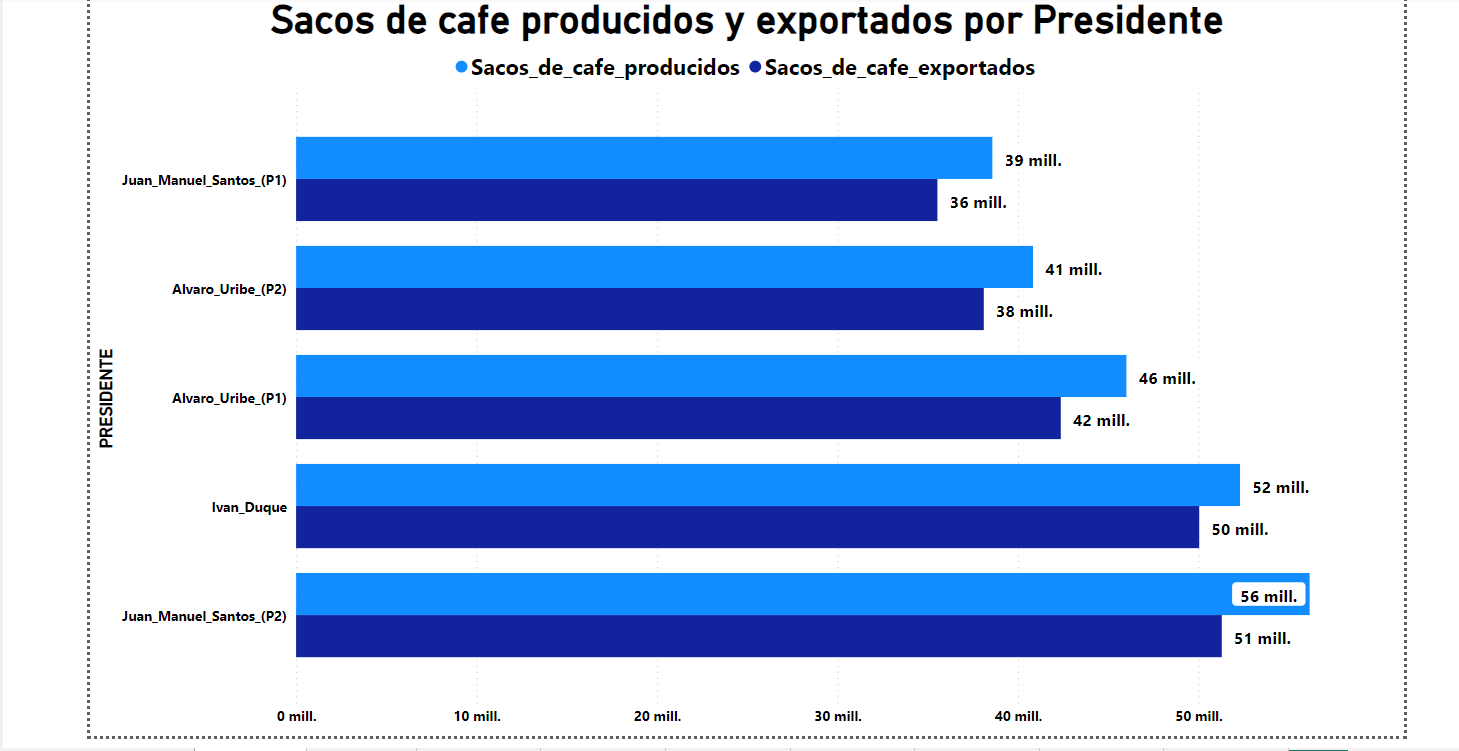 Sacos de cafe producidos y exportados por Presidente
Sacos_de_cafe_producidos Sacos_de_cafe_exportados
PRESIDENTE
Juan_Manuel_Santos_(P1)
39 mill.
36 mill.
Alvaro_Uribe_(P2)
41 mill.
38 mill.
Alvaro_Uribe_(P1)
46 mill.
42 mill.
Ivan_Duque
52 mill.
50 mill.
Juan_Manuel_Santos_(P2)
56 mill.
51 mill.
0 mill. 10 mill. 20 mill. 30 mill. 40 mill. 50 mill.